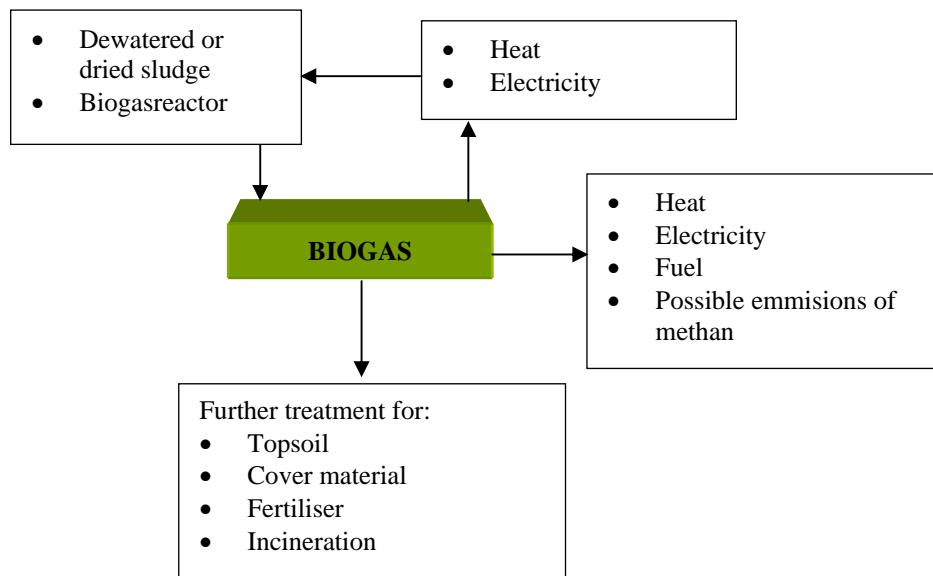 • Dewatered or
dried sludge
• Biogasreactor
• Heat
• Electricity
BIOGAS
• Heat
• Electricity
• Fuel
• Possible emmisions of
methan
Further treatment for:
• Topsoil
• Cover material
• Fertiliser
• Incineration